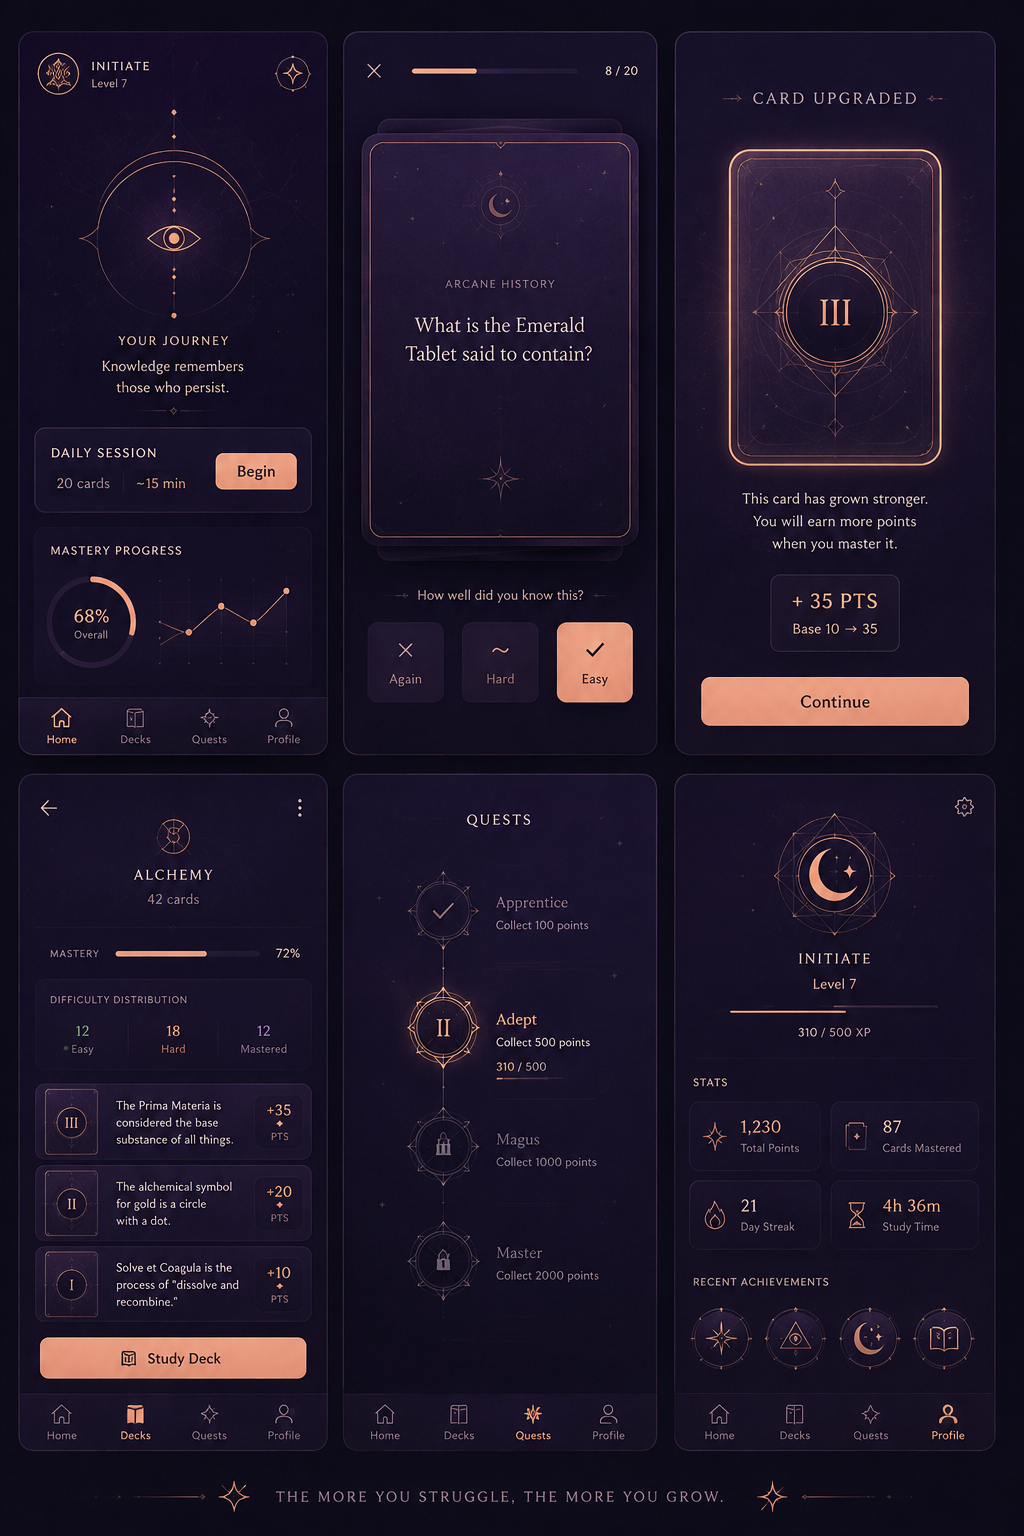 INITIATE
Level 7
YOUR JOURNEY
Knowledge remembers
those who persist.
DAILY SESSION
20 cards
~15 min
Begin
MASTERY PROGRESS
68%
Overall
Home
Decks
Quests
Profile
8 / 20
ARCANE HISTORY
What is the Emerald
Tablet said to contain?
How well did you know this?
Again
Hard
Easy
CARD UPGRADED
III
This card has grown stronger.
You will earn more points
when you master it.
+ 35 PTS
Base 10 → 35
Continue
ALCHEMY
42 cards
MASTERY
72%
DIFFICULTY DISTRIBUTION
12
Easy
18
Hard
12
Mastered
III
The Prima Materia is
considered the base
substance of all things.
+35
PTS
II
The alchemical symbol
for gold is a circle
with a dot.
+20
PTS
I
Solve et Coagula is the
process of "dissolve and
recombine."
+10
PTS
Study Deck
Home
Decks
Quests
Profile
QUESTS
Apprentice
Collect 100 points
II
Adept
Collect 500 points
310 / 500
Magus
Collect 1000 points
Master
Collect 2000 points
Home
Decks
Quests
Profile
INITIATE
Level 7
310 / 500 XP
STATS
1,230
Total Points
87
Cards Mastered
21
Day Streak
4h 36m
Study Time
RECENT ACHIEVEMENTS
Home
Decks
Quests
Profile
THE MORE YOU STRUGGLE, THE MORE YOU GROW.